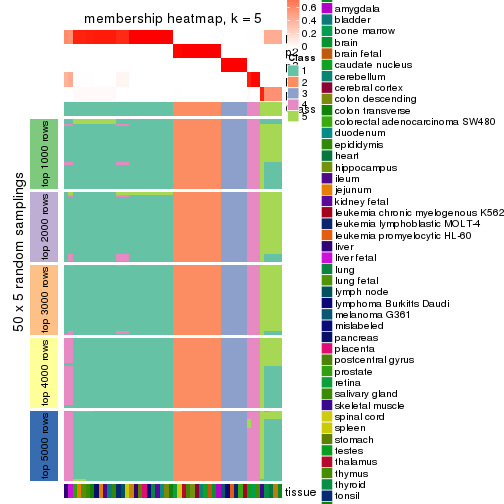 membership heatmap, k = 5
50 x 5 random samplings
top 1000 rows
top 2000 rows
top 3000 rows
top 4000 rows
top 5000 rows
tissue
0.6
0.4
0.2
0
Class
1
2
3
4
5
amygdala
bladder
bone marrow
brain
brain fetal
caudate nucleus
cerebellum
cerebral cortex
colon descending
colon transverse
colorectal adenocarcinoma SW480
duodenum
epididymis
heart
hippocampus
ileum
jejunum
kidney fetal
leukemia chronic myelogenous K562
leukemia lymphoblastic MOLT-4
leukemia promyelocytic HL-60
liver
liver fetal
lung
lung fetal
lymph node
lymphoma Burkitts Daudi
melanoma G361
mislabeled
pancreas
placenta
postcentral gyrus
prostate
retina
salivary gland
skeletal muscle
spinal cord
spleen
stomach
testes
thalamus
thymus
thyroid
tonsil